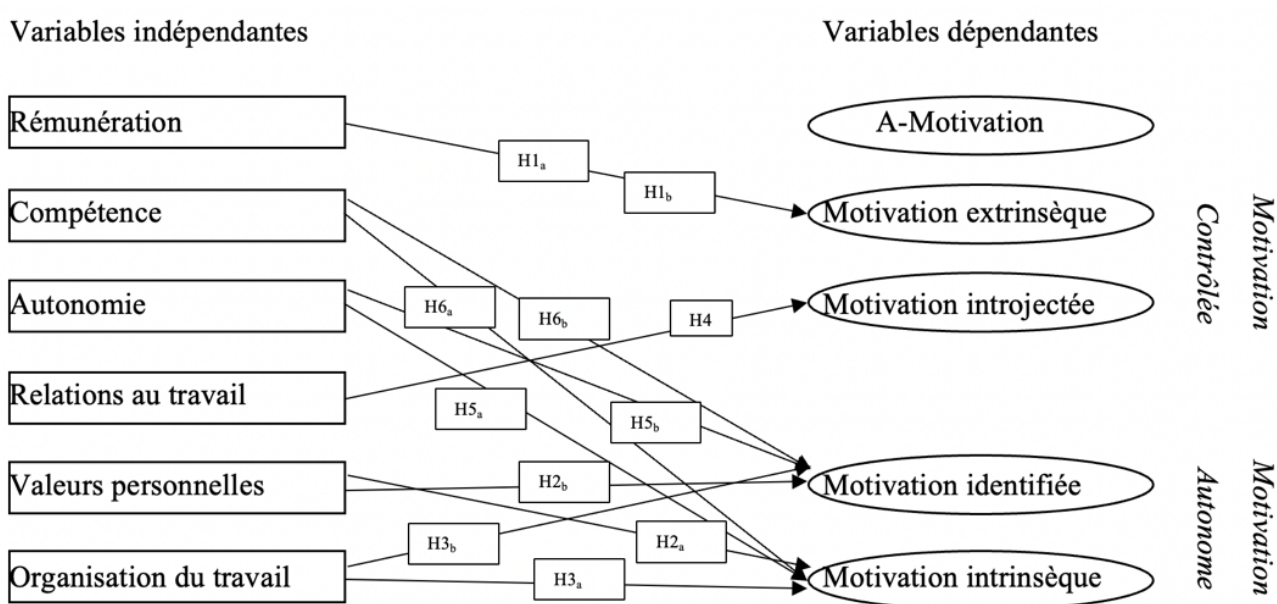 Variables indépendantes
Variables dépendantes
Rémunération
A-Motivation
H1a
H1b
Compétence
Motivation extrinsèque
Autonomie
H6a
H6b
H4
Motivation introjectée
Contrôlée
Motivation
Relations au travail
H5a
H5b
Valeurs personnelles
H2b
Motivation identifiée
H3b
H2a
Organisation du travail
H3a
Motivation intrinsèque
Autonome
Motivation